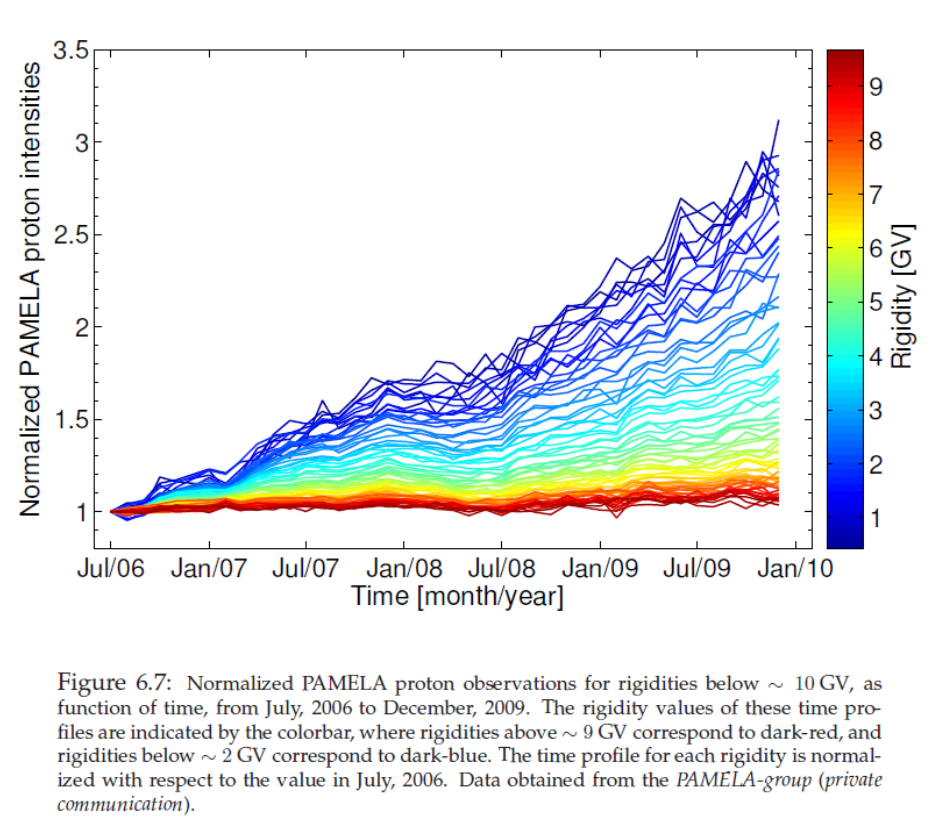 3.5
3
2.5
2
1.5
1
Normalized PAMELA proton intensities
Jul/06 Jan/07 Jul/07 Jan/08 Jul/08 Jan/09 Jul/09 Jan/10
Time [month/year]
9
8
7
6
5
4
3
2
1
Rigidity [GV]
Figure 6.7: Normalized PAMELA proton observations for rigidities below ∼ 10 GV, as
function of time, from July, 2006 to December, 2009. The rigidity values of these time pro-
files are indicated by the colorbar, where rigidities above ∼ 9 GV correspond to dark-red, and
rigidities below ∼ 2 GV correspond to dark-blue. The time profile for each rigidity is normal-
ized with respect to the value in July, 2006. Data obtained from the PAMELA-group (private
communication).